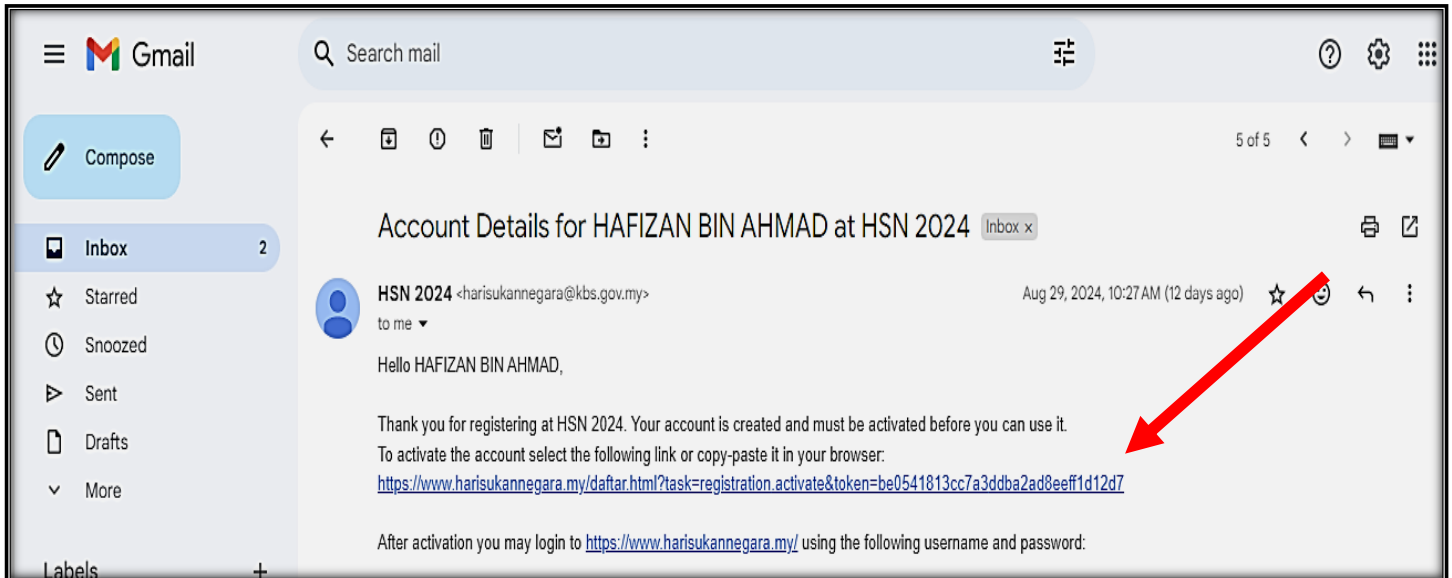 Gmail
Search mail
Compose
5 of 5
Account Details for HAFIZAN BIN AHMAD at HSN 2024 Inbox x
Inbox 2
HSN 2024 <harisukannegara@kbs.gov.my> Aug 29, 2024, 10:27 AM (12 days ago)
Starred
to me
Snoozed
Hello HAFIZAN BIN AHMAD,
Sent
Thank you for registering at HSN 2024. Your account is created and must be activated before you can use it.
Drafts
To activate the account select the following link or copy-paste it in your browser:
https://www.harisukannegara.my/daftar.html?task=registration.activate&token=be0541813cc7a3ddba2ad8eeff1d12d7
More
After activation you may login to https://www.harisukannegara.my/ using the following username and password:
Labels +